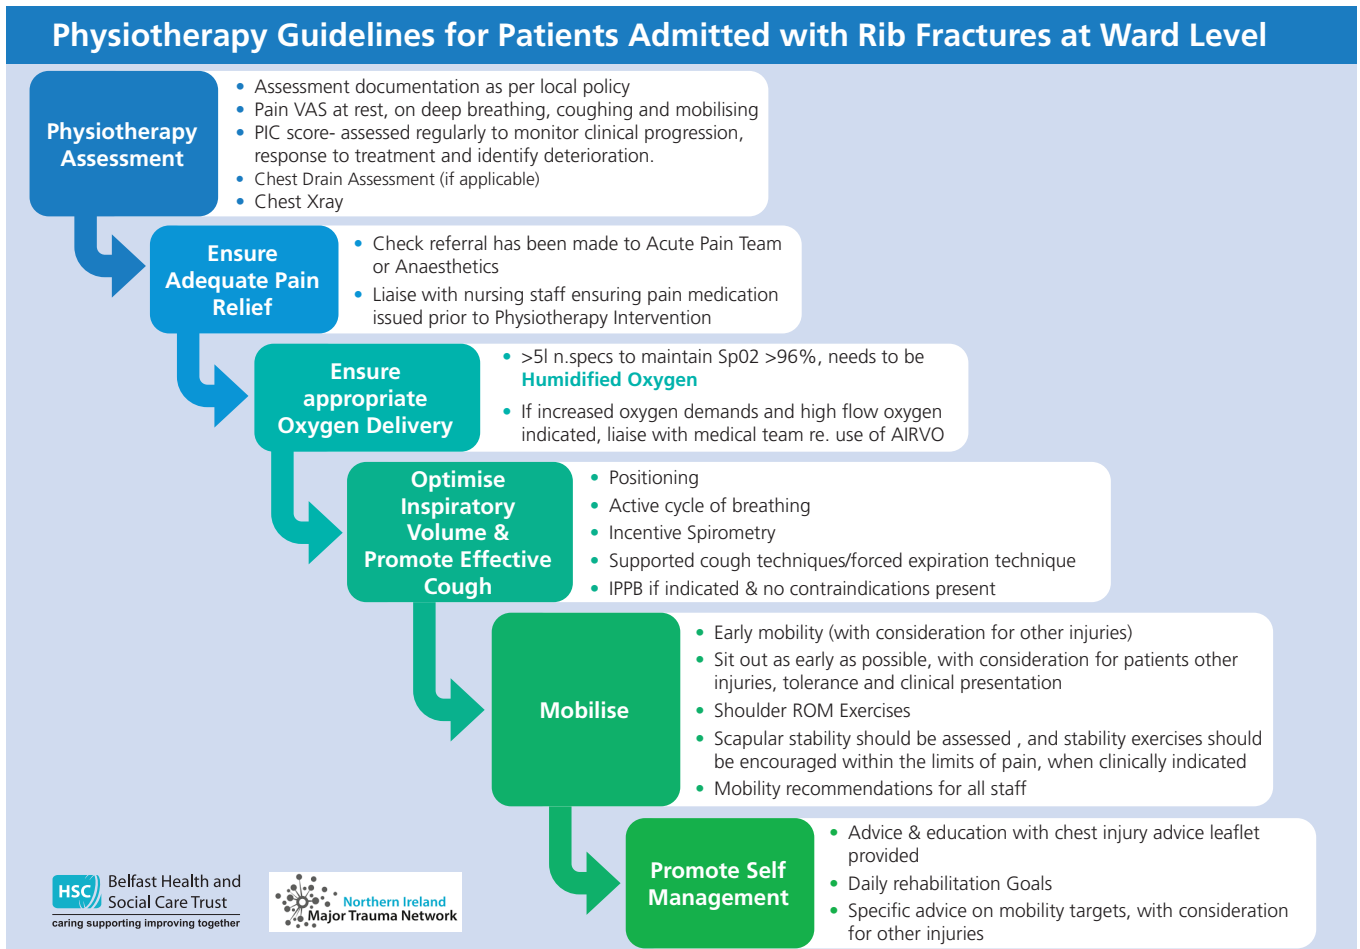 Physiotherapy Guidelines for Patients Admitted with Rib Fractures at Ward Level
Physiotherapy
Assessment
• Assessment documentation as per local policy
• Pain VAS at rest, on deep breathing, coughing and mobilising
• PIC score- assessed regularly to monitor clinical progression,
response to treatment and identify deterioration.
• Chest Drain Assessment (if applicable)
• Chest Xray
Ensure
Adequate Pain
Relief
• Check referral has been made to Acute Pain Team
or Anaesthetics
• Liaise with nursing staff ensuring pain medication
issued prior to Physiotherapy Intervention
Ensure
appropriate
Oxygen Delivery
• >5l n.specs to maintain Sp02 >96%, needs to be
Humidified Oxygen
• If increased oxygen demands and high flow oxygen
indicated, liaise with medical team re. use of AIRVO
Optimise
Inspiratory
Volume &
Promote Effective
Cough
• Positioning
• Active cycle of breathing
• Incentive Spirometry
• Supported cough techniques/forced expiration technique
• IPPB if indicated & no contraindications present
Mobilise
• Early mobility (with consideration for other injuries)
• Sit out as early as possible, with consideration for patients other
injuries, tolerance and clinical presentation
• Shoulder ROM Exercises
• Scapular stability should be assessed , and stability exercises should
be encouraged within the limits of pain, when clinically indicated
• Mobility recommendations for all staff
Promote Self
Management
• Advice & education with chest injury advice leaflet
provided
• Daily rehabilitation Goals
• Specific advice on mobility targets, with consideration
for other injuries
HSC
Belfast Health and
Social Care Trust
caring supporting improving together
Northern Ireland
Major Trauma Network